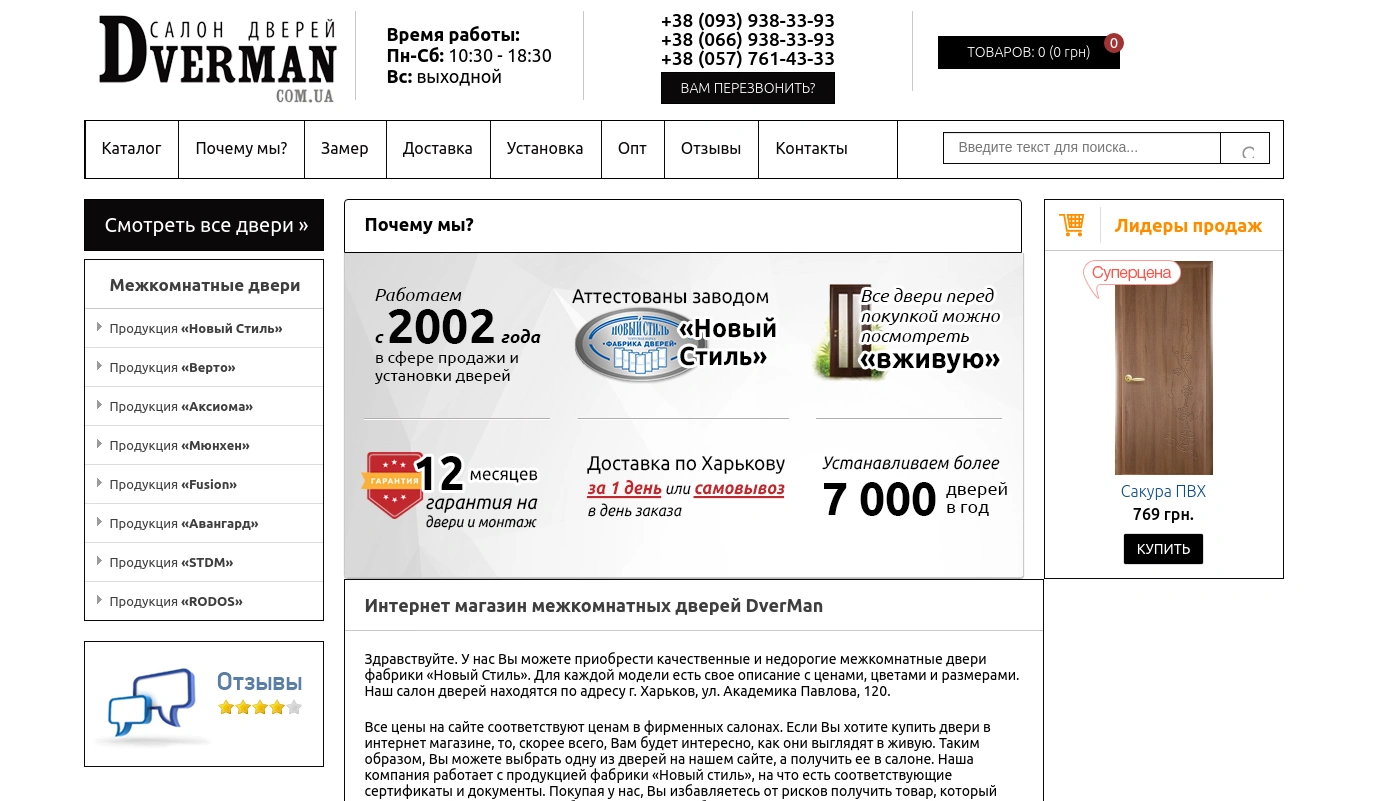 САЛОН ДВЕРЕЙ
DVERMAN
COM.UA
Время работы:
Пн-Сб: 10:30 - 18:30
Вс: выходной
+38 (093) 938-33-93
+38 (066) 938-33-93
+38 (057) 761-43-33
ВАМ ПЕРЕЗВОНИТЬ?
ТОВАРОВ: 0 (0 грн)
0
Каталог
Почему мы?
Замер
Доставка
Установка
Опт
Отзывы
Контакты
Введите текст для поиска...
Смотреть все двери »
Межкомнатные двери
Продукция «Новый Стиль»
Продукция «Верто»
Продукция «Аксиома»
Продукция «Мюнхен»
Продукция «Fusion»
Продукция «Авангард»
Продукция «STDM»
Продукция «RODOS»
Отзывы
Почему мы?
Работаем
с 2002 года
в сфере продажи и
установки дверей
Аттестованы заводом
НОВЫЙ СТИЛЬ
ФАБРИКА ДВЕРЕЙ
«Новый
Стиль»
Все двери перед
покупкой можно
посмотреть
«вживую»
ГАРАНТИЯ
12 месяцев
гарантия на
двери и монтаж
Доставка по Харькову
за 1 день или самовывоз
в день заказа
Устанавливаем более
7 000 дверей
в год
Интернет магазин межкомнатных дверей DverMan
Здравствуйте. У нас Вы можете приобрести качественные и недорогие межкомнатные двери
фабрики «Новый Стиль». Для каждой модели есть свое описание с ценами, цветами и размерами.
Наш салон дверей находятся по адресу г. Харьков, ул. Академика Павлова, 120.
Все цены на сайте соответствуют ценам в фирменных салонах. Если Вы хотите купить двери в
интернет магазине, то, скорее всего, Вам будет интересно, как они выглядят в живую. Таким
образом, Вы можете выбрать одну из дверей на нашем сайте, а получить ее в салоне. Наша
компания работает с продукцией фабрики «Новый стиль», на что есть соответствующие
сертификаты и документы. Покупая у нас, Вы избавляетесь от рисков получить товар, который
Лидеры продаж
Суперцена
Сакура ПВХ
769 грн.
КУПИТЬ